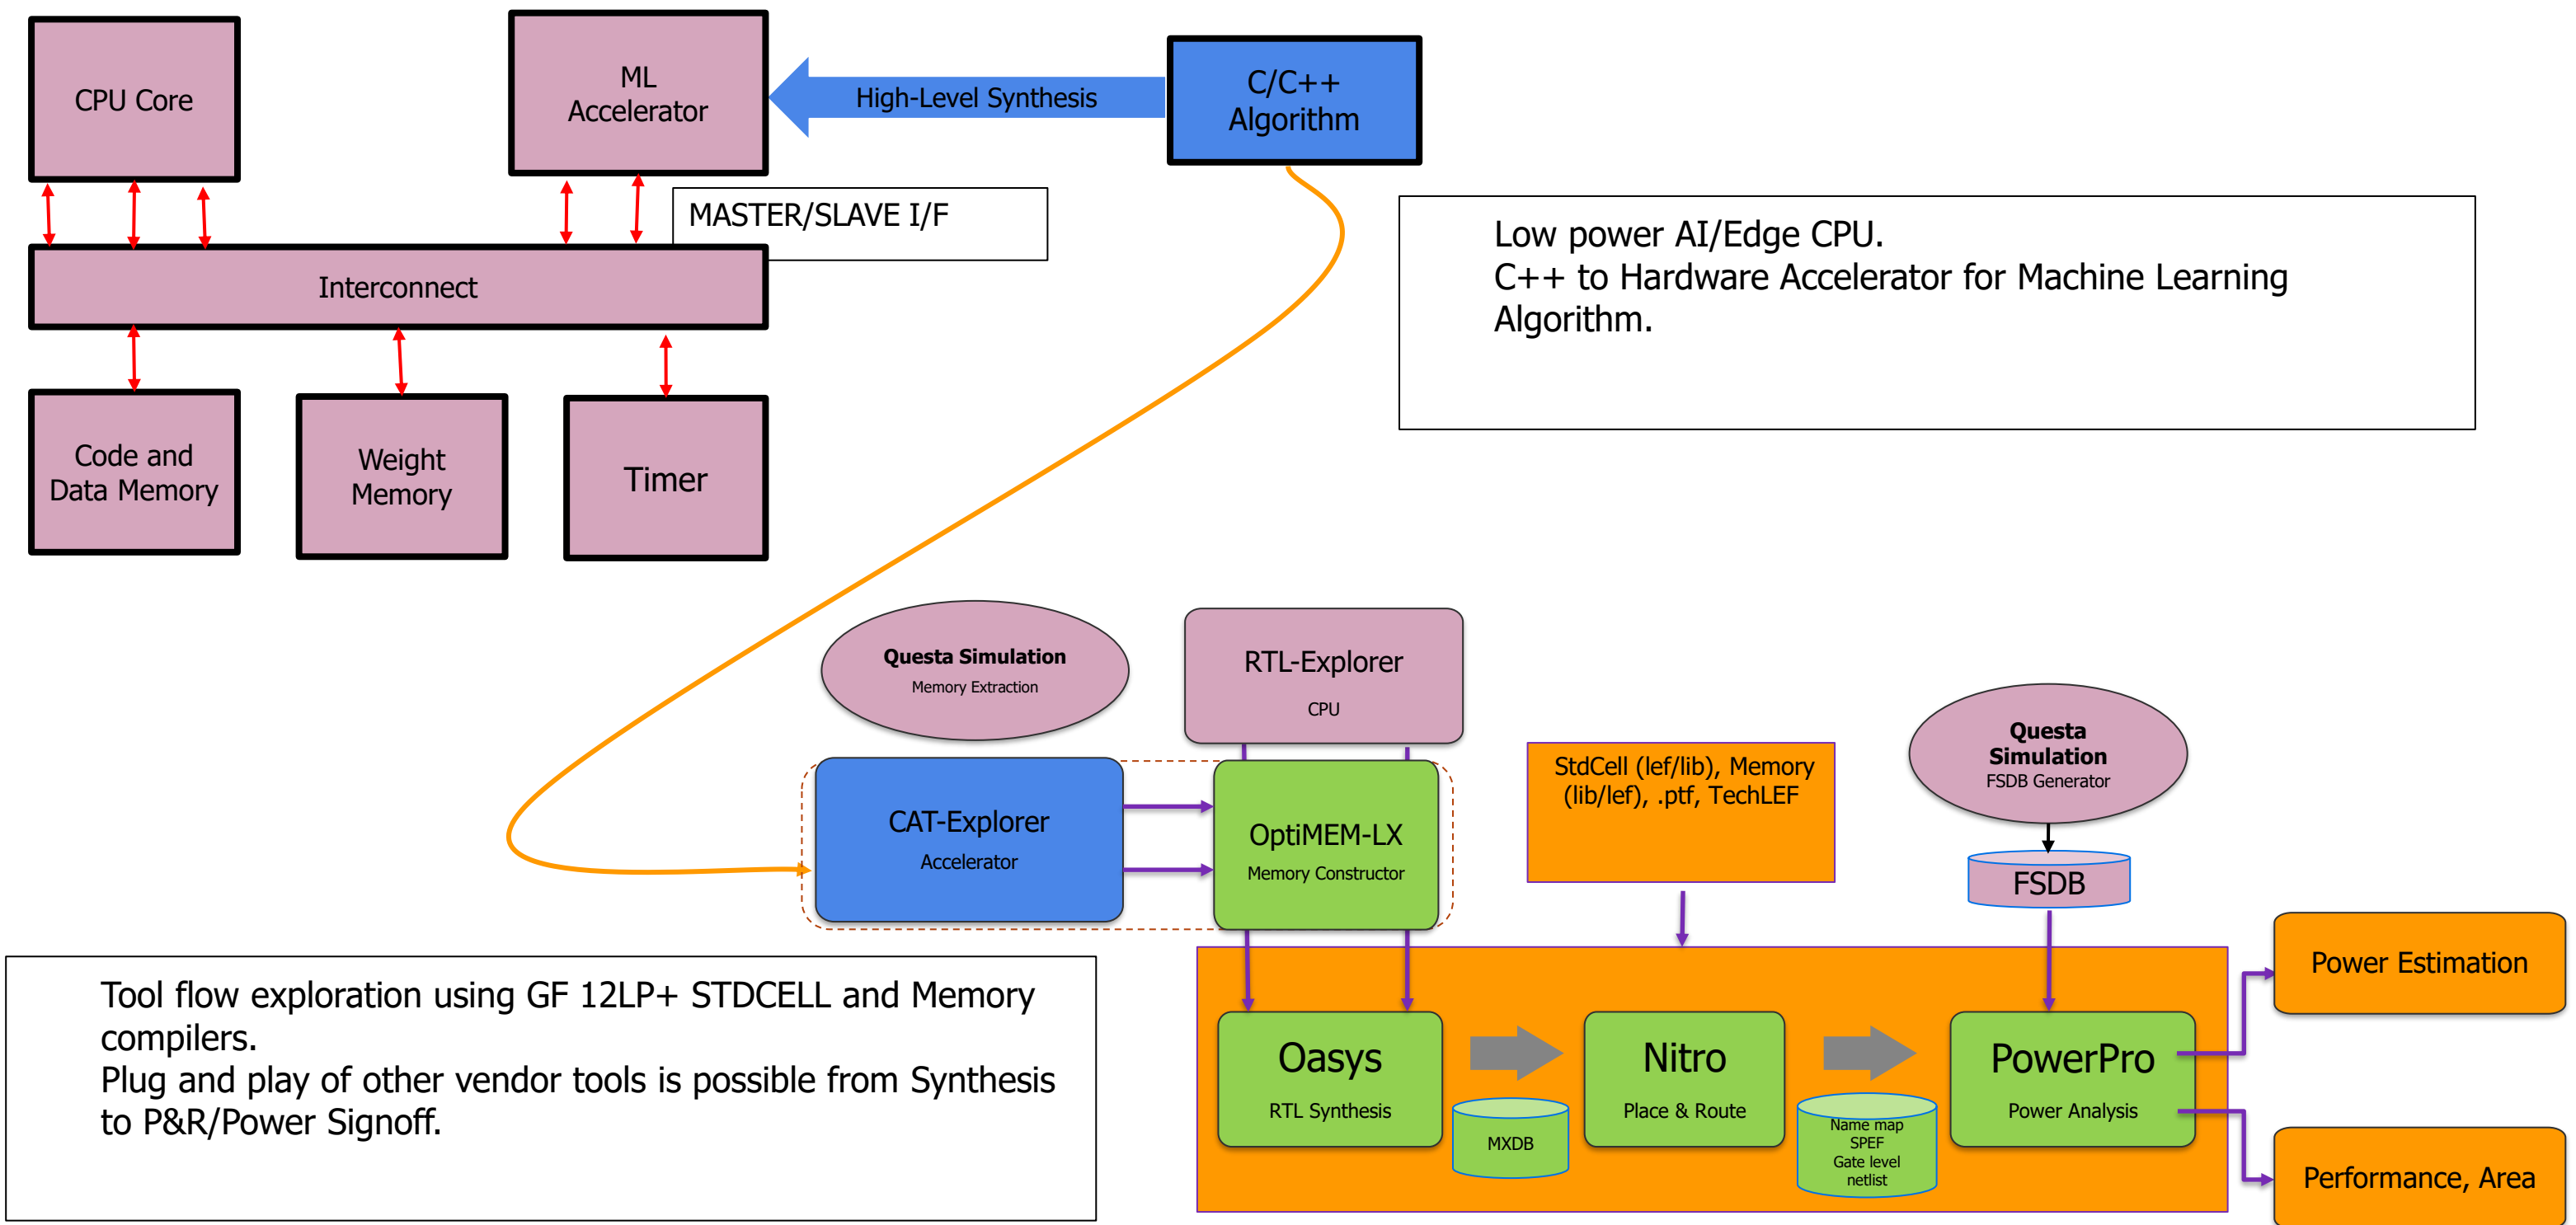 CPU Core
ML
Accelerator
High-Level Synthesis
C/C++
Algorithm
MASTER/SLAVE I/F
Interconnect
Low power AI/Edge CPU.
C++ to Hardware Accelerator for Machine Learning
Algorithm.
Code and
Data Memory
Weight
Memory
Timer
Questa Simulation
Memory Extraction
RTL-Explorer
CPU
Questa
Simulation
FSDB Generator
StdCell (lef/lib), Memory
(lib/lef), .ptf, TechLEF
CAT-Explorer
Accelerator
OptiMEM-LX
Memory Constructor
FSDB
Power Estimation
Tool flow exploration using GF 12LP+ STDCELL and Memory
compilers.
Plug and play of other vendor tools is possible from Synthesis
to P&R/Power Signoff.
Oasys
RTL Synthesis
MXDB
Nitro
Place & Route
Name map
SPEF
Gate level
netlist
PowerPro
Power Analysis
Performance, Area